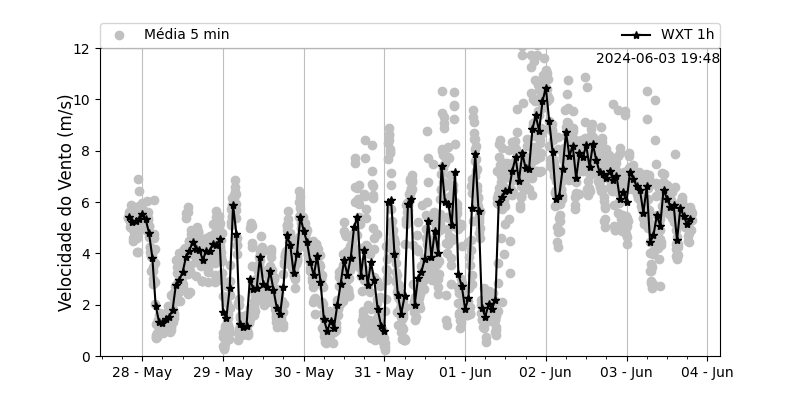 Média 5 min
WXT 1h
2024-06-03 19:48
Velocidade do Vento (m/s)
12
10
8
6
4
2
0
28 - May
29 - May
30 - May
31 - May
01 - Jun
02 - Jun
03 - Jun
04 - Jun